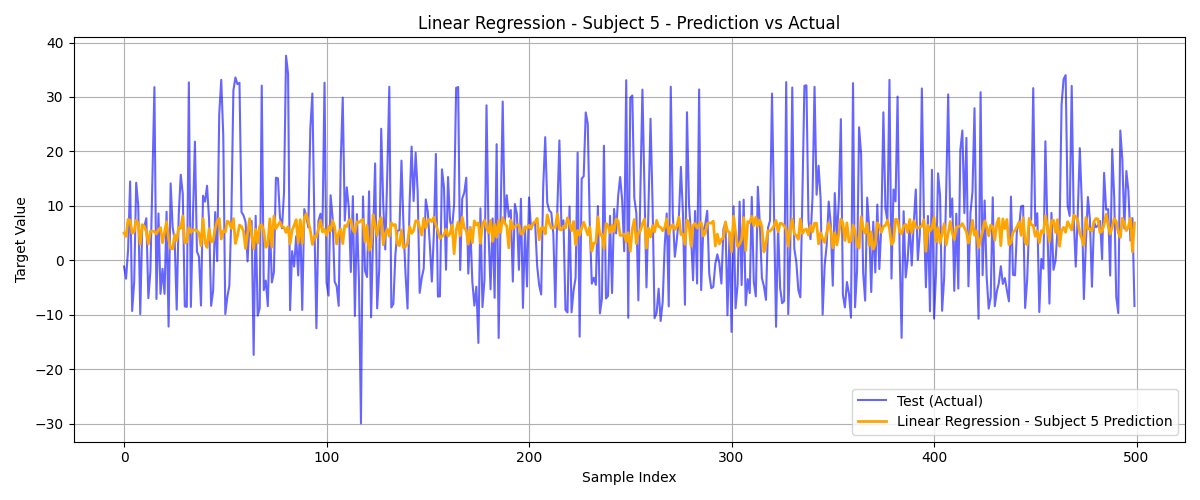 Linear Regression - Subject 5 - Prediction vs Actual
40
30
20
10
0
−10
−20
−30
Target Value
0
100
200
300
400
500
Sample Index
Test (Actual)
Linear Regression - Subject 5 Prediction